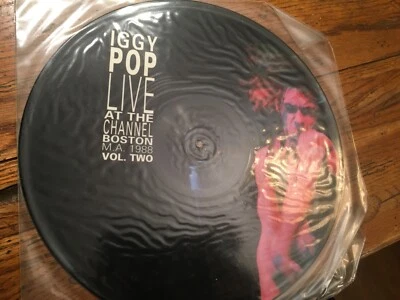 IGGY
POP
LIVE
AT THE
CHANNEL
BOSTON
M.A. 1988
VOL. TWO